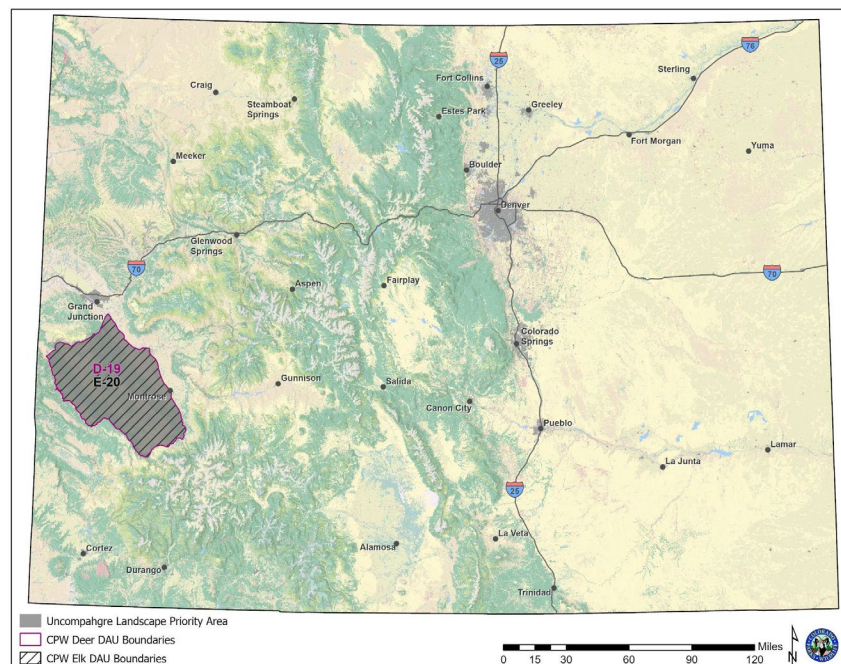 76
25
Sterling
Craig
Fort Collins
Steamboat
Springs
Greeley
Estes Park
Fort Morgan
Yuma
Meeker
Boulder
Denver
Glenwood
Springs
70
70
Aspen
Fairplay
Grand
Junction
Colorado
Springs
D-19
E-20
Montrose
Gunnison
Salida
Canon City
Pueblo
Lamar
La Junta
25
La Veta
Alamosa
Cortez
Durango
Trinidad
Uncompahgre Landscape Priority Area
CPW Deer DAU Boundaries
CPW Elk DAU Boundaries
Miles
0 15 30 60 90 120
N